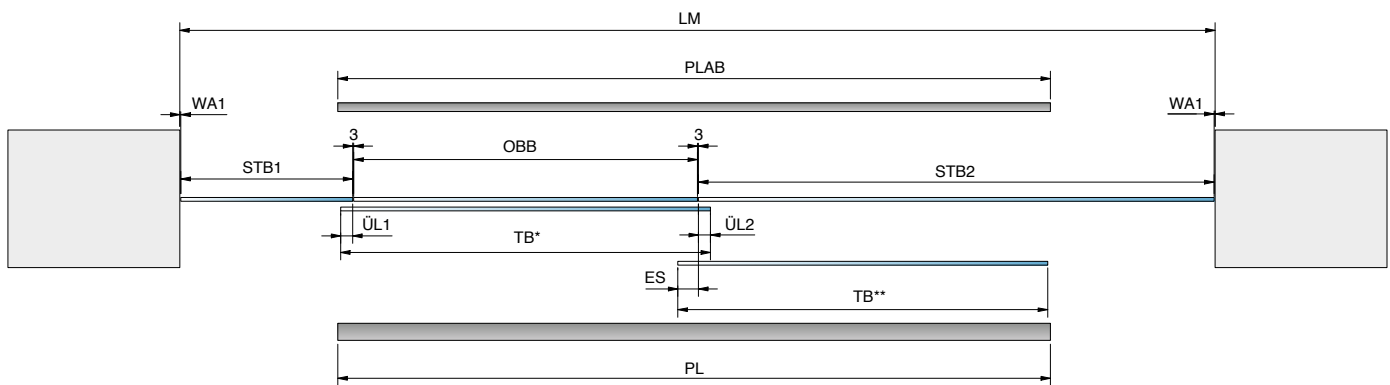 LM
PLAB
WA1
WA1
3
3
OBB
STB1
STB2
ÜL1
ÜL2
TB*
ES
TB**
PL